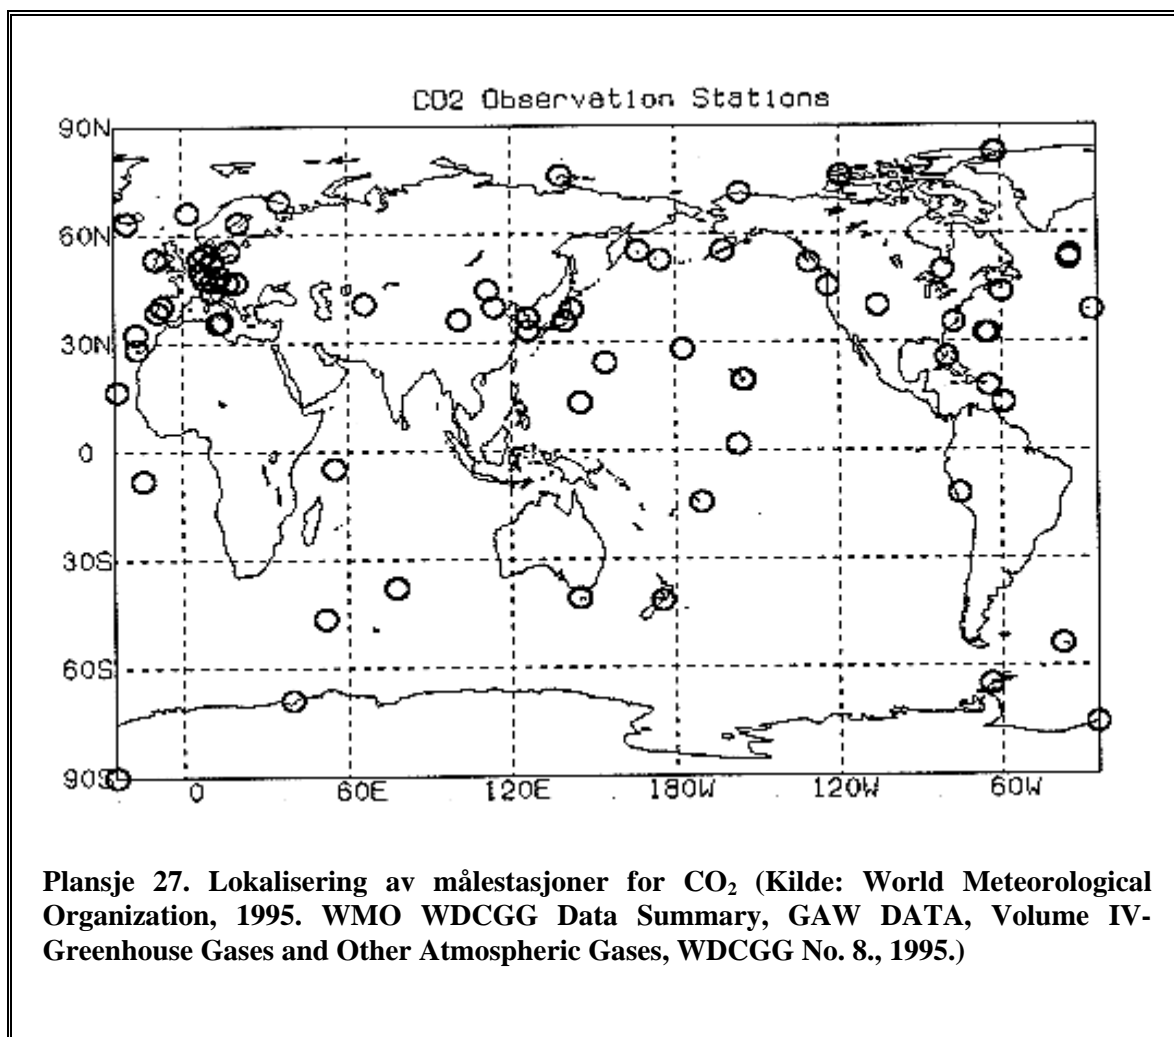 CO2 Observation Stations
90N
60N
30N
0
30S
60S
90S
0 60E 120E 180W 120W 60W
Plansje 27. Lokalisering av målestasjoner for CO₂ (Kilde: World Meteorological
Organization, 1995. WMO WDCGG Data Summary, GAW DATA, Volume IV-
Greenhouse Gases and Other Atmospheric Gases, WDCGG No. 8., 1995.)